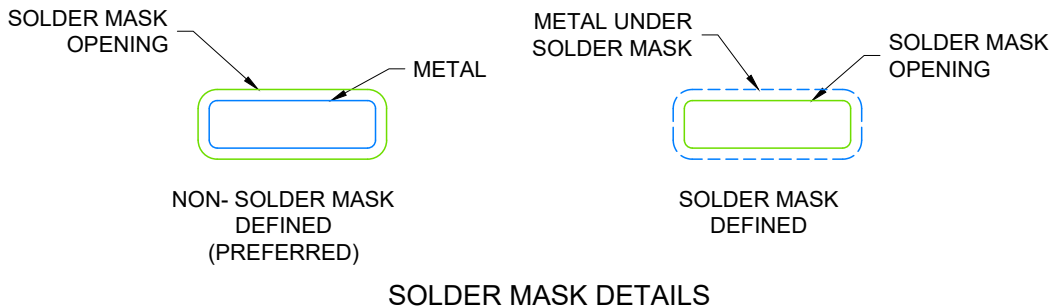 SOLDER MASK
OPENING
METAL
NON- SOLDER MASK
DEFINED
(PREFERRED)
METAL UNDER
SOLDER MASK
SOLDER MASK
OPENING
SOLDER MASK
DEFINED
SOLDER MASK DETAILS